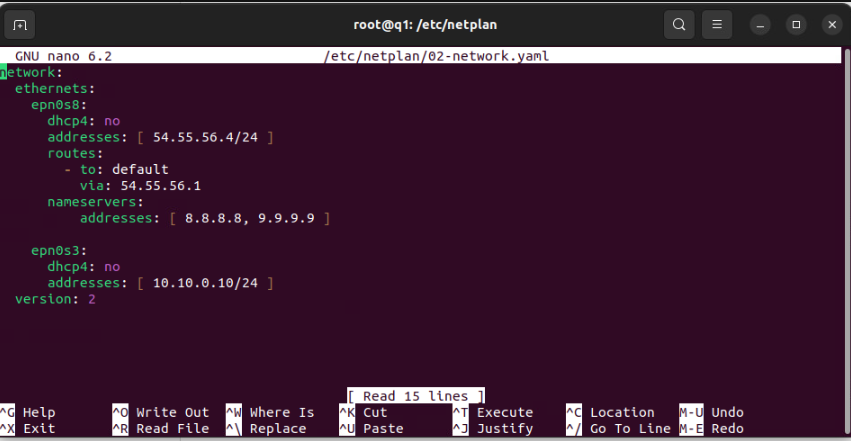 root@q1: /etc/netplan
GNU nano 6.2 /etc/netplan/02-network.yaml
network:
  ethernets:
    epn0s8:
      dhcp4: no
      addresses: [ 54.55.56.4/24 ]
      routes:
        - to: default
          via: 54.55.56.1
      nameservers:
          addresses: [ 8.8.8.8, 9.9.9.9 ]

    epn0s3:
      dhcp4: no
      addresses: [ 10.10.0.10/24 ]
  version: 2
[ Read 15 lines ]
^G Help ^O Write Out ^W Where Is ^K Cut ^T Execute ^C Location M-U Undo
^X Exit ^R Read File ^\ Replace ^U Paste ^J Justify ^/ Go To Line M-E Redo